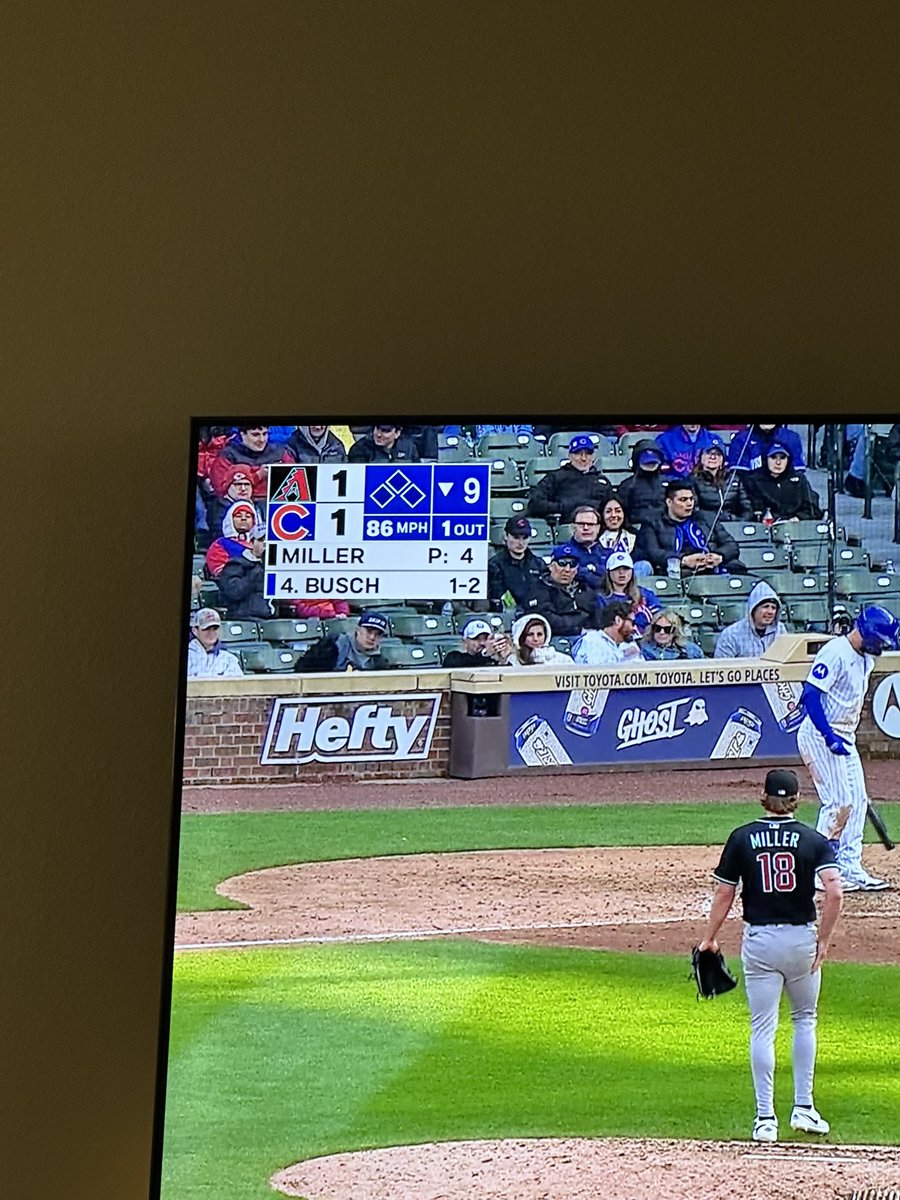 A 1
▼ 9
C 1
86 MPH
1 OUT
MILLER P: 4
4. BUSCH 1-2
VISIT TOYOTA.COM. TOYOTA. LET'S GO PLACES
Hefty
GHOST
MILLER
18